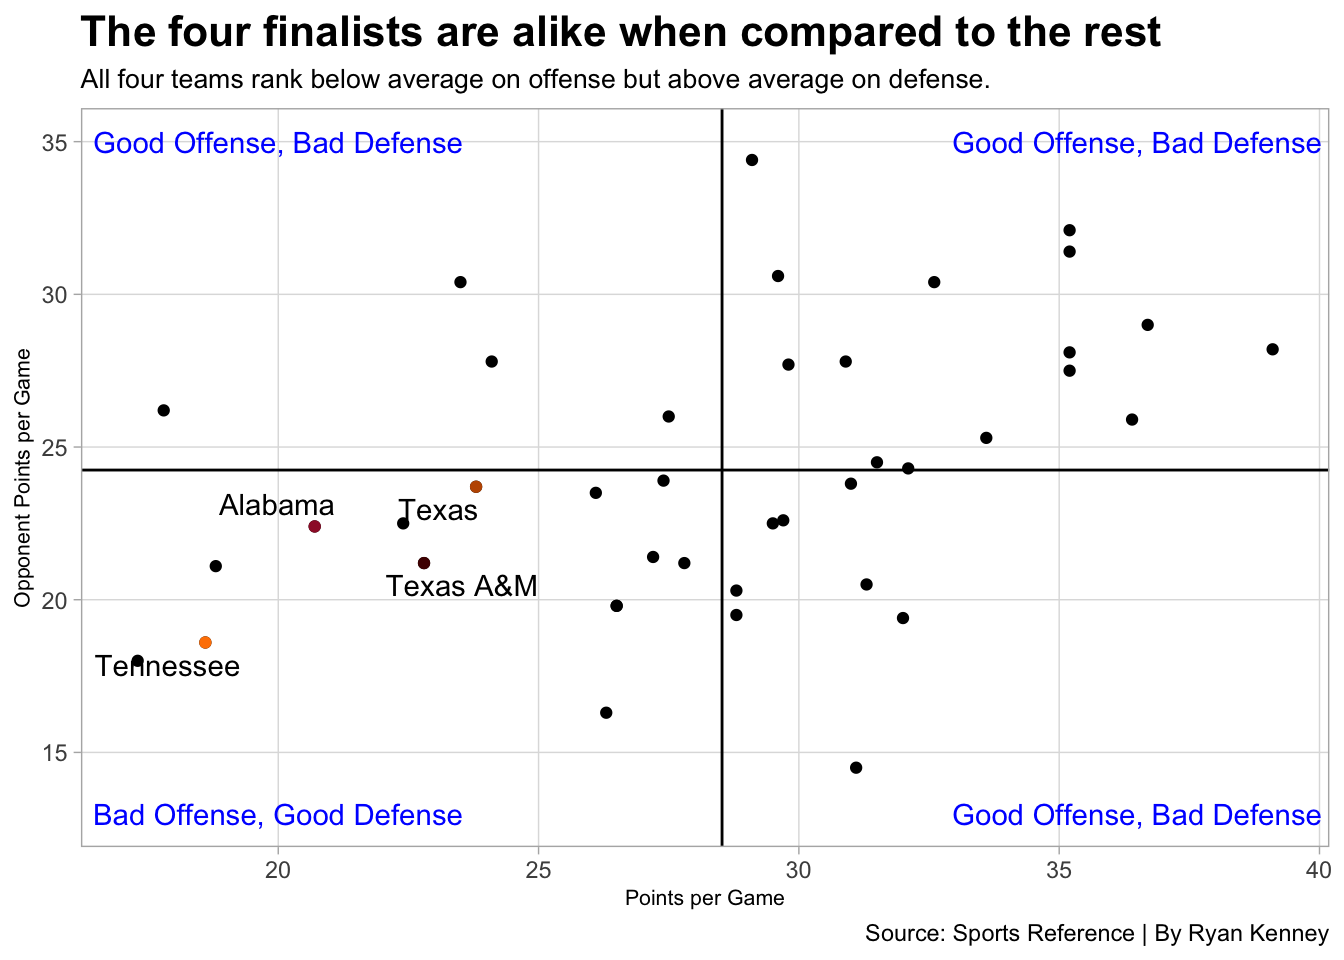 The four finalists are alike when compared to the rest
All four teams rank below average on offense but above average on defense.
Good Offense, Bad Defense
Good Offense, Bad Defense
35
30
25
20
15
Opponent Points per Game
Alabama
Texas
Texas A&M
Tennessee
Bad Offense, Good Defense
Good Offense, Bad Defense
20
25
30
35
40
Points per Game
Source: Sports Reference | By Ryan Kenney